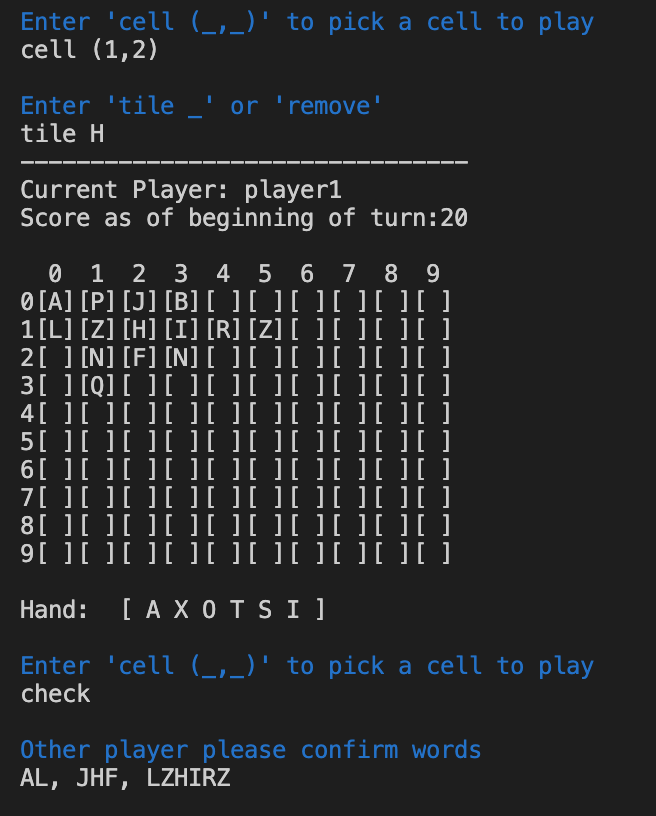 Enter 'cell (_,_)' to pick a cell to play
cell (1,2)
Enter 'tile _' or 'remove'
tile H
--------------------------------
Current Player: player1
Score as of beginning of turn:20
  0  1  2  3  4  5  6  7  8  9
0[A][P][J][B][ ][ ][ ][ ][ ][ ]
1[L][Z][H][I][R][Z][ ][ ][ ][ ]
2[ ][N][F][N][ ][ ][ ][ ][ ][ ]
3[ ][Q][ ][ ][ ][ ][ ][ ][ ][ ]
4[ ][ ][ ][ ][ ][ ][ ][ ][ ][ ]
5[ ][ ][ ][ ][ ][ ][ ][ ][ ][ ]
6[ ][ ][ ][ ][ ][ ][ ][ ][ ][ ]
7[ ][ ][ ][ ][ ][ ][ ][ ][ ][ ]
8[ ][ ][ ][ ][ ][ ][ ][ ][ ][ ]
9[ ][ ][ ][ ][ ][ ][ ][ ][ ][ ]
Hand:  [ A X O T S I ]
Enter 'cell (_,_)' to pick a cell to play
check
Other player please confirm words
AL, JHF, LZHIRZ